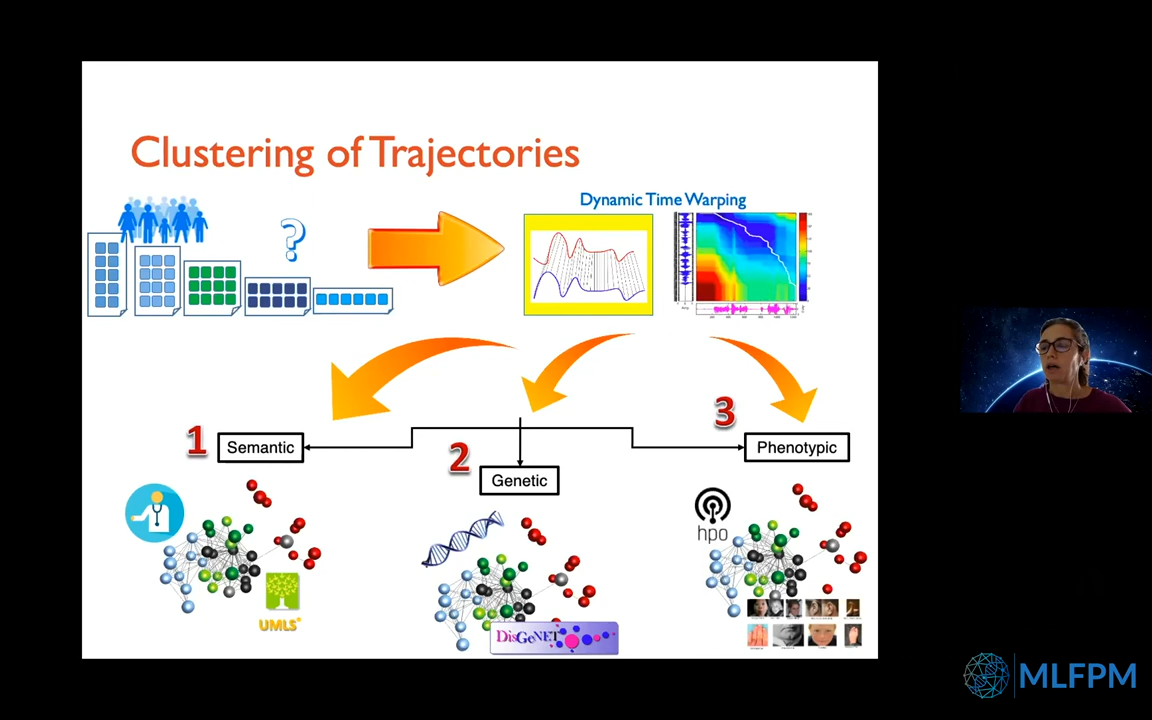 Clustering of Trajectories
Dynamic Time Warping
?
1
Semantic
2
Genetic
3
Phenotypic
hpo
UMLS
DisGeNET
MLFPM